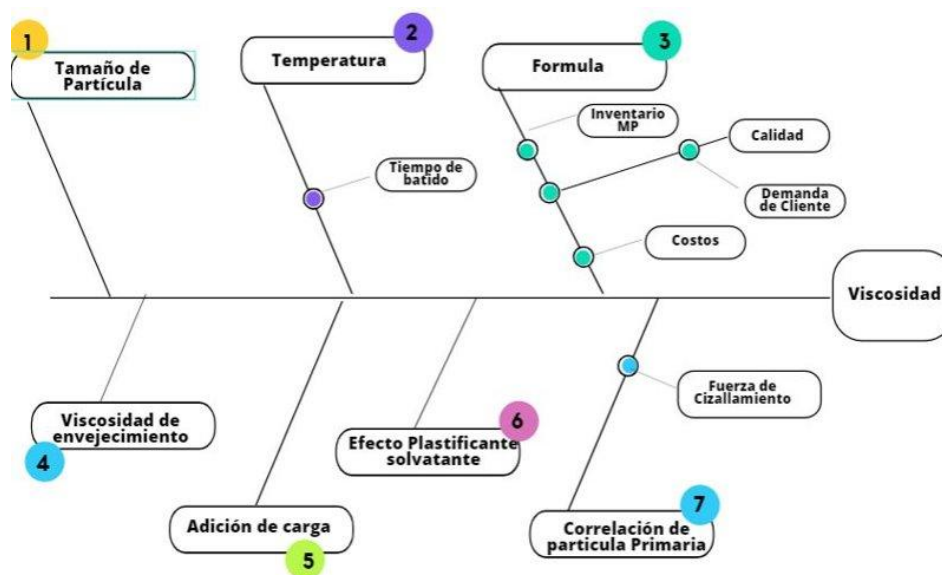 1
Tamaño de
Partícula
2
Temperatura
3
Formula
Inventario
MP
Calidad
Tiempo de
batido
Demanda
de Cliente
Costos
Viscosidad
Fuerza de
Cizallamiento
Viscosidad de
envejecimiento
4
6
Efecto Plastificante
solvatante
Adición de carga
5
7
Correlación de
particula Primaria